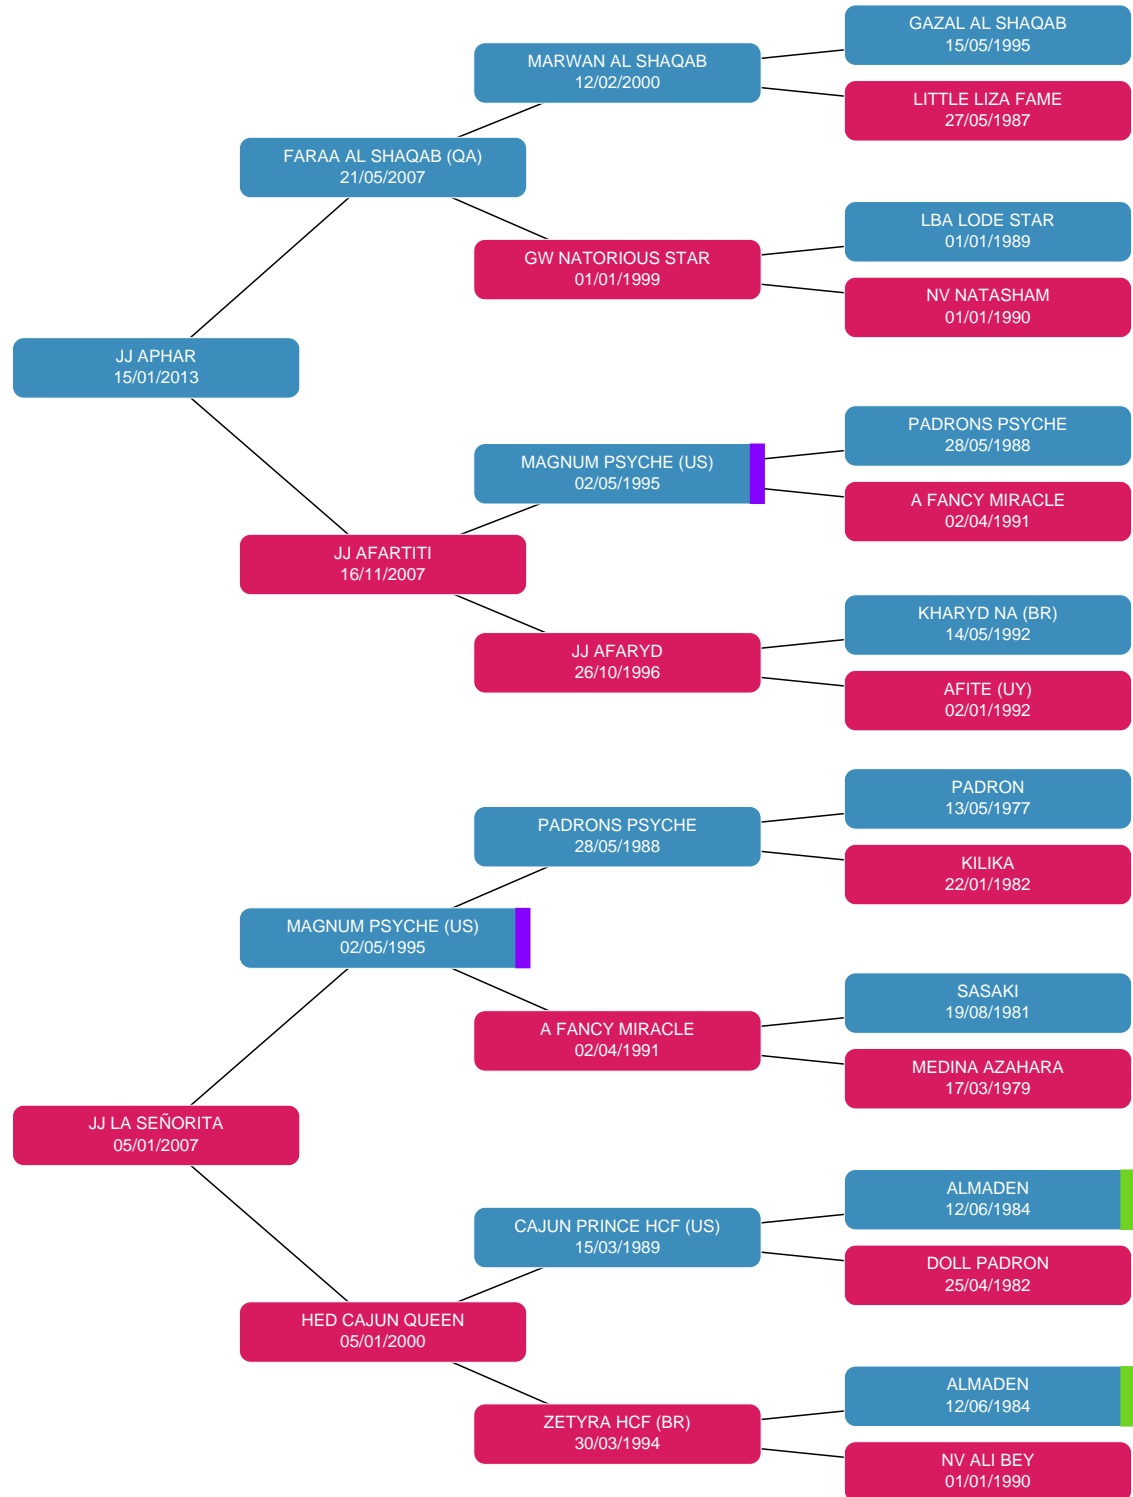 GAZAL AL SHAQAB
15/05/1995
MARWAN AL SHAQAB
12/02/2000
LITTLE LIZA FAME
27/05/1987
FARAA AL SHAQAB (QA)
21/05/2007
LBA LODE STAR
01/01/1989
GW NATORIOUS STAR
01/01/1999
NV NATASHAM
01/01/1990
JJ APHAR
15/01/2013
PADRONS PSYCHE
28/05/1988
MAGNUM PSYCHE (US)
02/05/1995
A FANCY MIRACLE
02/04/1991
JJ AFARTITI
16/11/2007
KHARYD NA (BR)
14/05/1992
JJ AFARYD
26/10/1996
AFITE (UY)
02/01/1992
PADRON
13/05/1977
PADRONS PSYCHE
28/05/1988
KILIKA
22/01/1982
MAGNUM PSYCHE (US)
02/05/1995
SASAKI
19/08/1981
A FANCY MIRACLE
02/04/1991
MEDINA AZAHARA
17/03/1979
JJ LA SEÑORITA
05/01/2007
ALMADEN
12/06/1984
CAJUN PRINCE HCF (US)
15/03/1989
DOLL PADRON
25/04/1982
HED CAJUN QUEEN
05/01/2000
ALMADEN
12/06/1984
ZETYRA HCF (BR)
30/03/1994
NV ALI BEY
01/01/1990